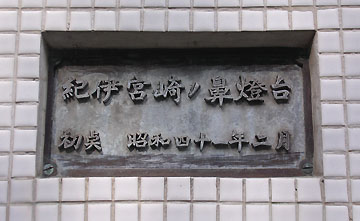 紀伊宮崎ノ鼻燈台
初点 昭和四十一年二月